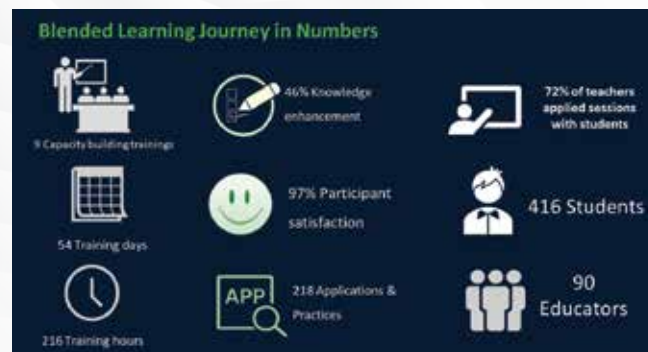 Blended Learning Journey in Numbers
9 Capacity building trainings
46% Knowledge
enhancement
72% of teachers
applied sessions
with students
54 Training days
97% Participant
satisfaction
416 Students
216 Training hours
APP
218 Applications &
Practices
90
Educators